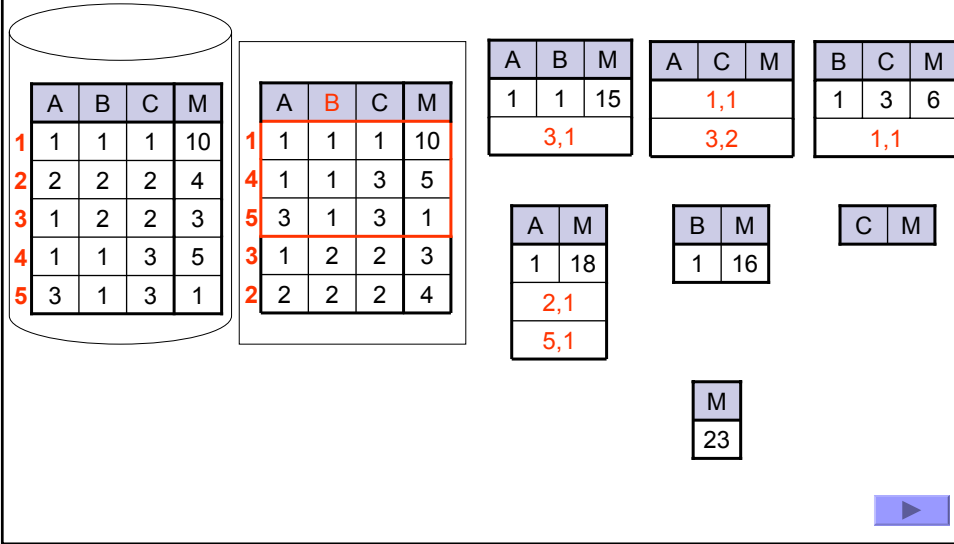 A B C M
1 1 1 1 10
2 2 2 2 4
3 1 2 2 3
4 1 1 3 5
5 3 1 3 1
A B C M
1 1 1 1 10
4 1 1 3 5
5 3 1 3 1
3 1 2 2 3
2 2 2 2 4
A B M
1 1 15
3,1
A C M
1,1
3,2
B C M
1 3 6
1,1
A M
1 18
2,1
5,1
B M
1 16
C M
M
23